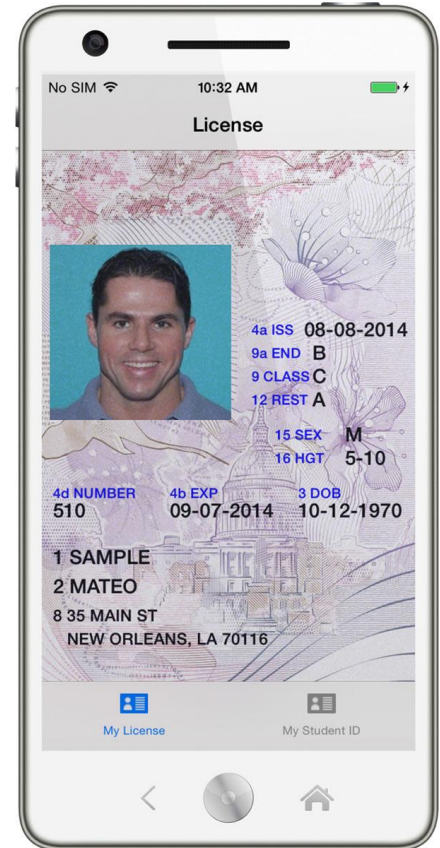 No SIM 10:32 AM
License
4a ISS 08-08-2014
9a END B
9 CLASS C
12 REST A
15 SEX M
16 HGT 5-10
4d NUMBER 4b EXP 3 DOB
510 09-07-2014 10-12-1970
1 SAMPLE
2 MATEO
8 35 MAIN ST
NEW ORLEANS, LA 70116
My License My Student ID